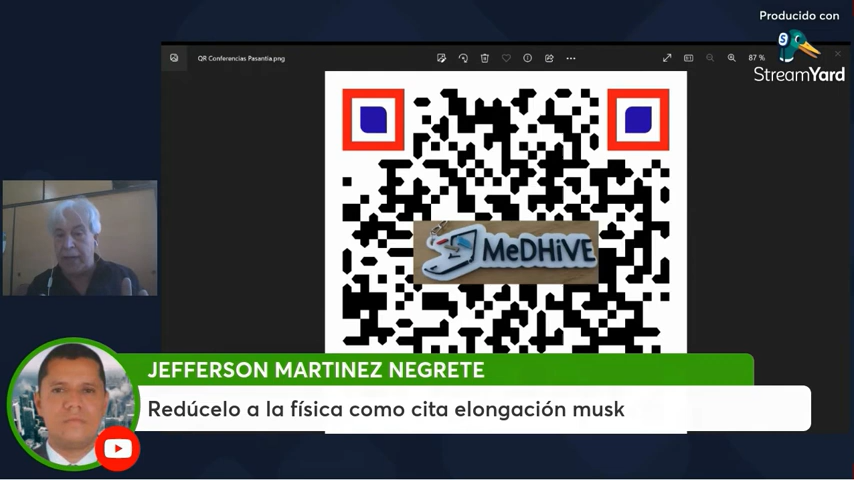 Producido con
StreamYard
QR Conferencias Pasantia.png
87 %
MeDHiVE
JEFFERSON MARTINEZ NEGRETE
Redúcelo a la física como cita elongación musk